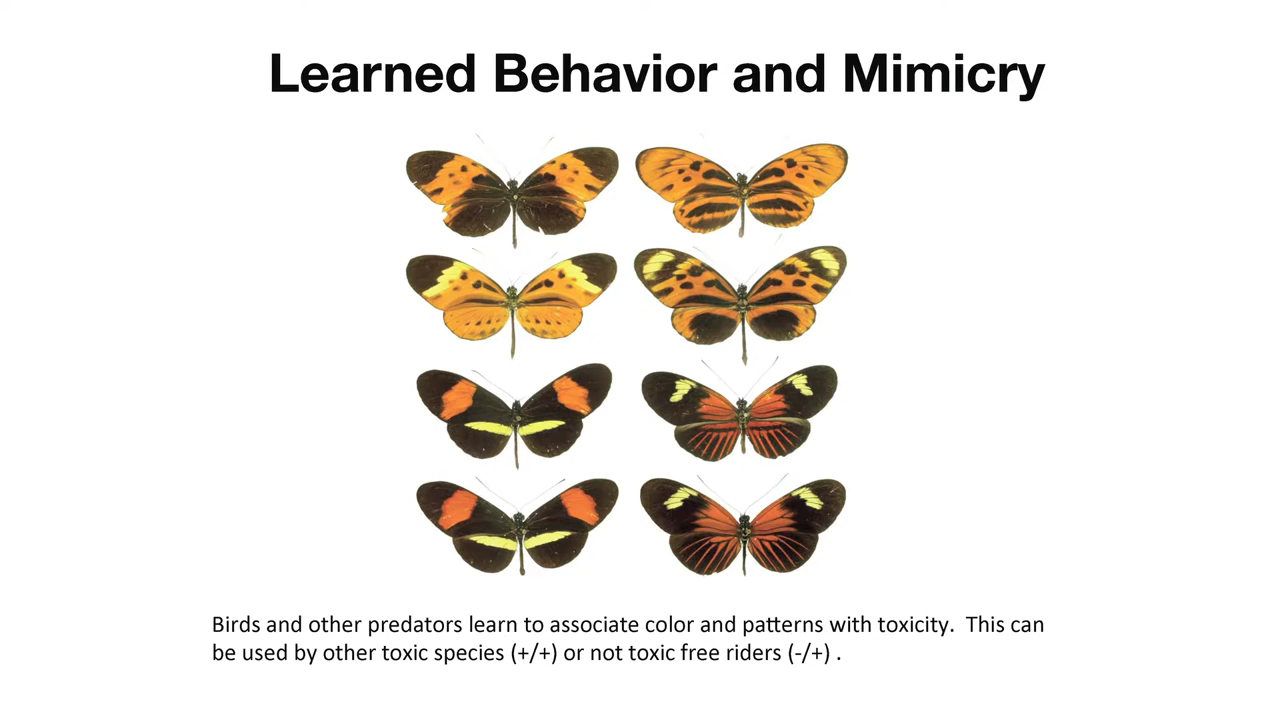 Learned Behavior and Mimicry
Birds and other predators learn to associate color and patterns with toxicity.  This can
be used by other toxic species (+/+) or not toxic free riders (-/+) .